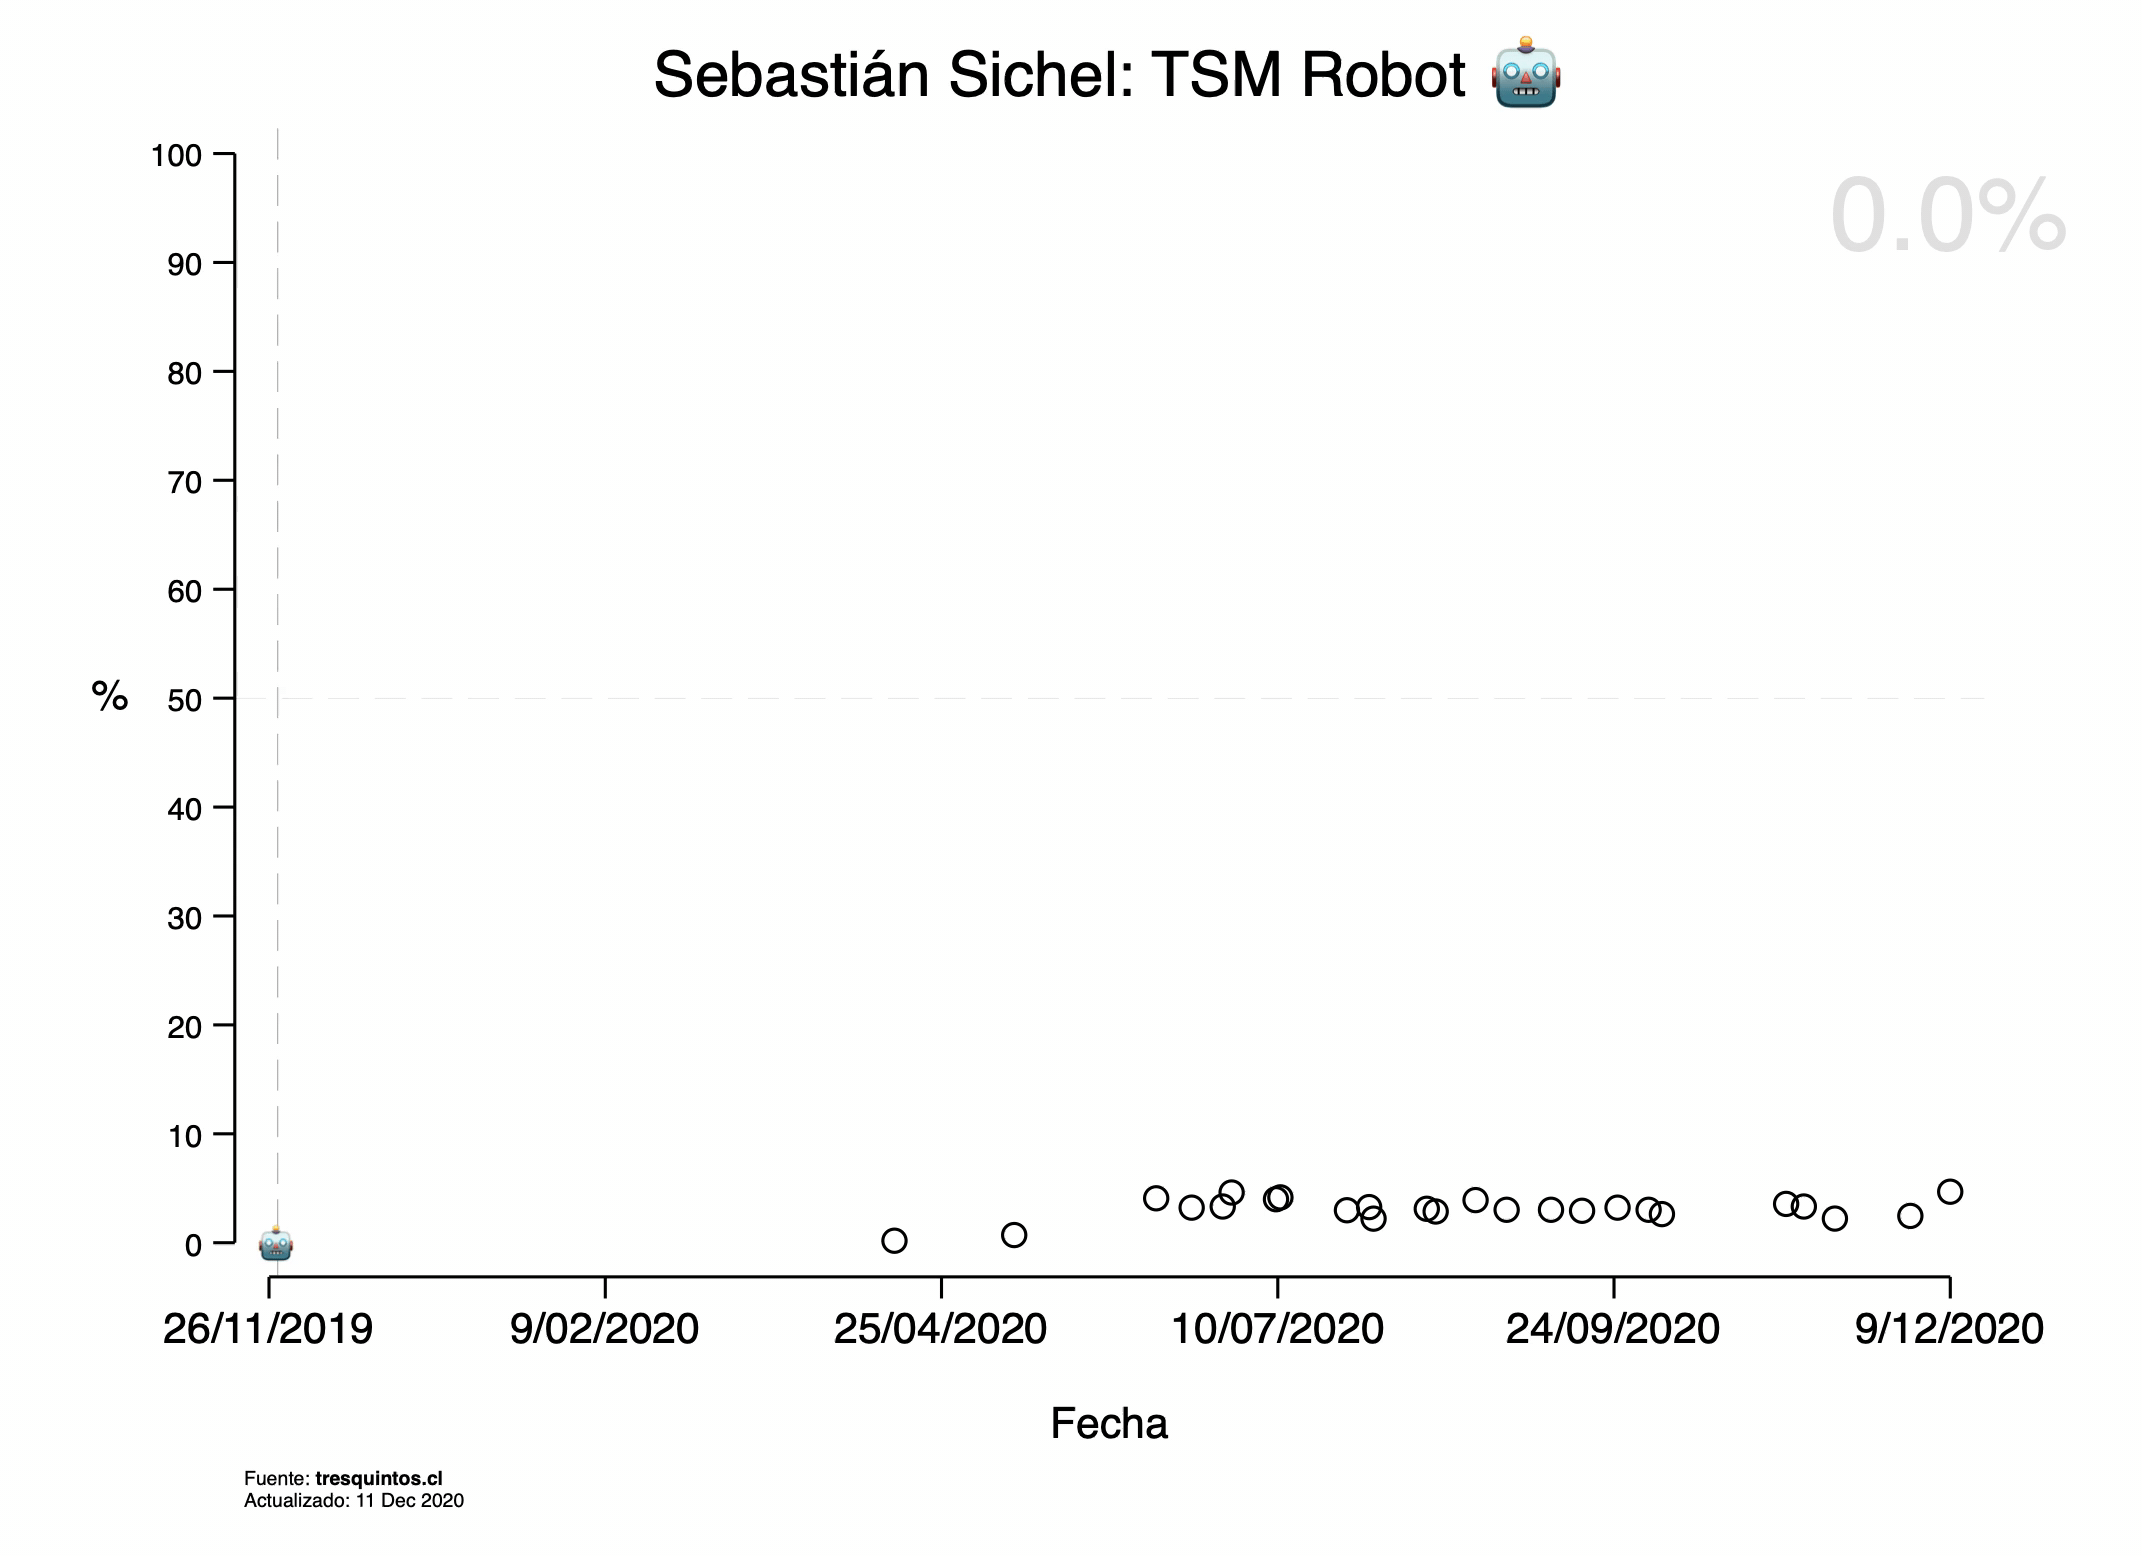 Sebastián Sichel: TSM Robot 🤖
0.0%
100
90
80
70
60
50
40
30
20
10
0
%
26/11/2019 9/02/2020 25/04/2020 10/07/2020 24/09/2020 9/12/2020
Fecha
Fuente: tresquintos.cl
Actualizado: 11 Dec 2020